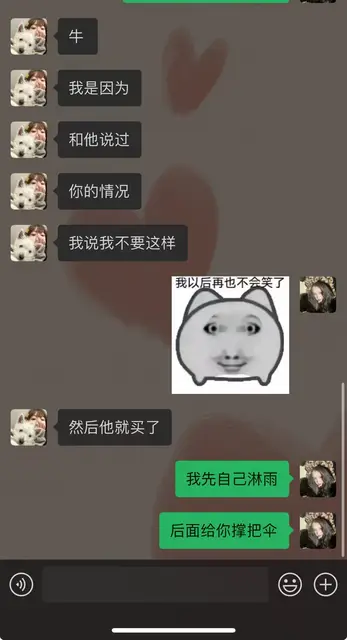 牛
我是因为
和他说过
你的情况
我说我不要这样
我以后再也不会笑了
然后他就买了
我先自己淋雨
后面给你撑把伞